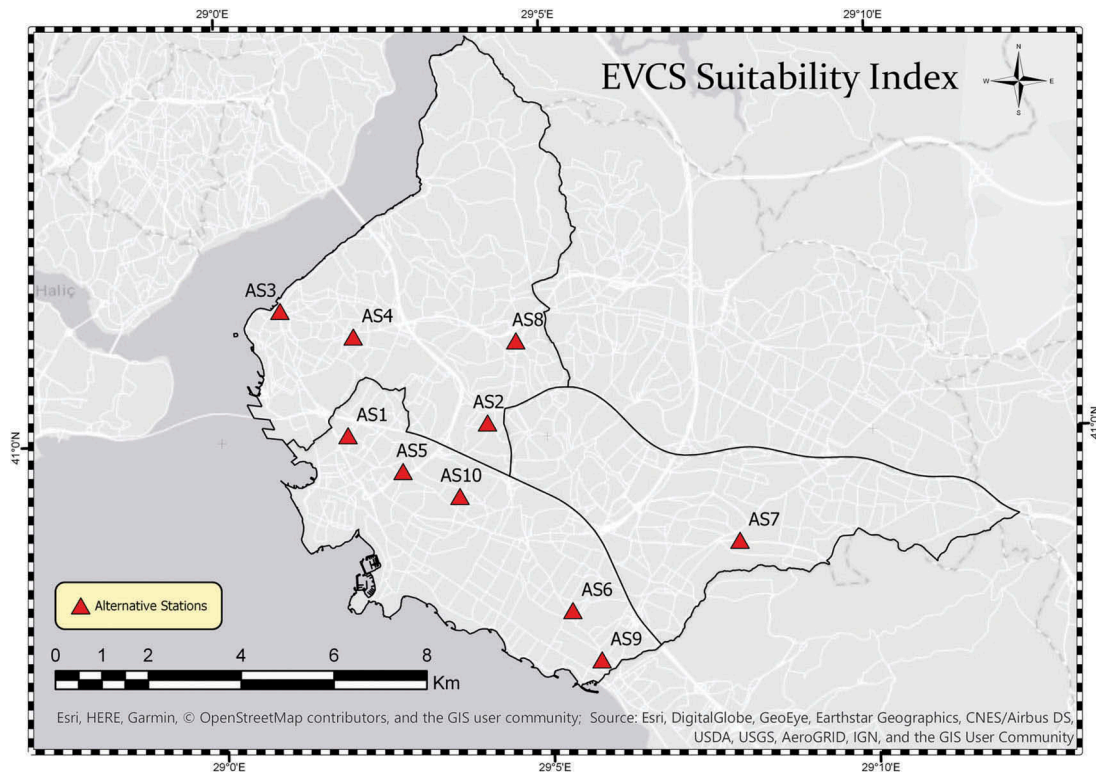 29°0'E 29°5'E 29°10'E
EVCS Suitability Index
N
W E
S
Haliç
AS3
AS4
AS8
AS2
AS1
AS5
AS10
AS7
AS6
AS9
41°0'N
41°0'N
Alternative Stations
0 1 2 4 6 8
Km
Esri, HERE, Garmin, © OpenStreetMap contributors, and the GIS user community; Source: Esri, DigitalGlobe, GeoEye, Earthstar Geographics, CNES/Airbus DS,
USDA, USGS, AeroGRID, IGN, and the GIS User Community
29°0'E 29°5'E 29°10'E